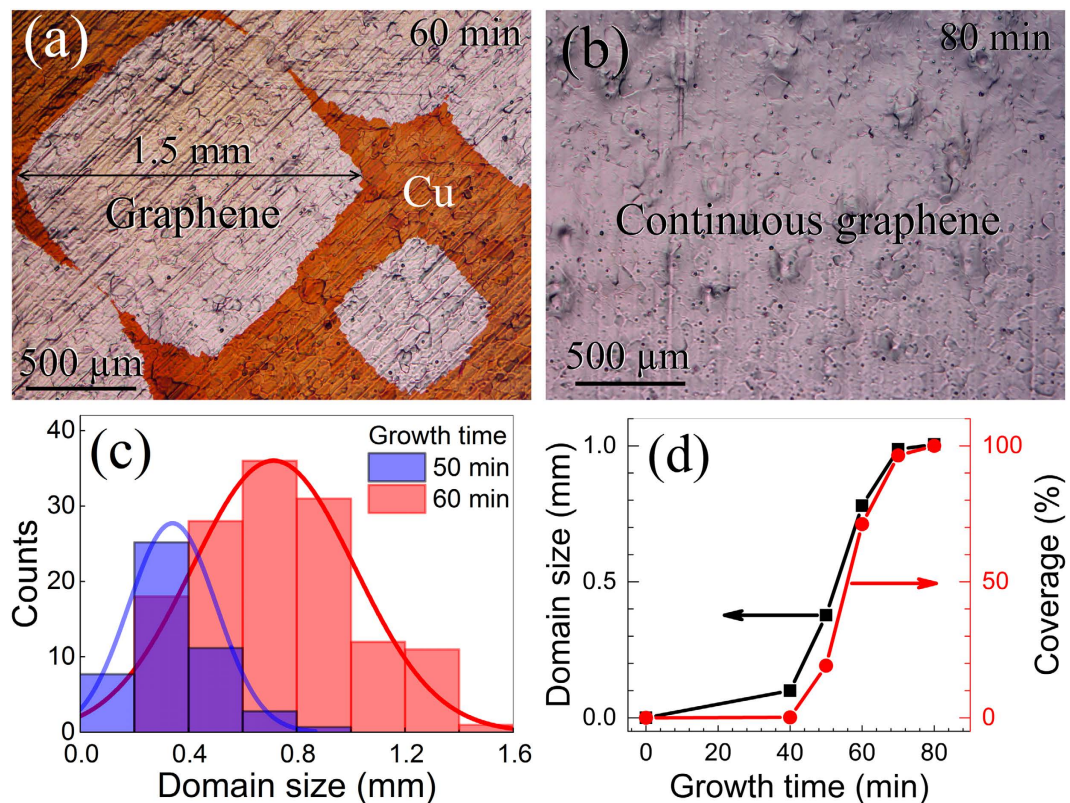 (a)
60 min
1.5 mm
Graphene
Cu
500 µm
(b)
80 min
Continuous graphene
500 µm
(c)
Growth time
50 min
60 min
40
30
20
10
0
Counts
0.0
0.4
0.8
1.2
1.6
Domain size (mm)
(d)
1.0
0.5
0.0
Domain size (mm)
100
50
0
Coverage (%)
0
20
40
60
80
Growth time (min)